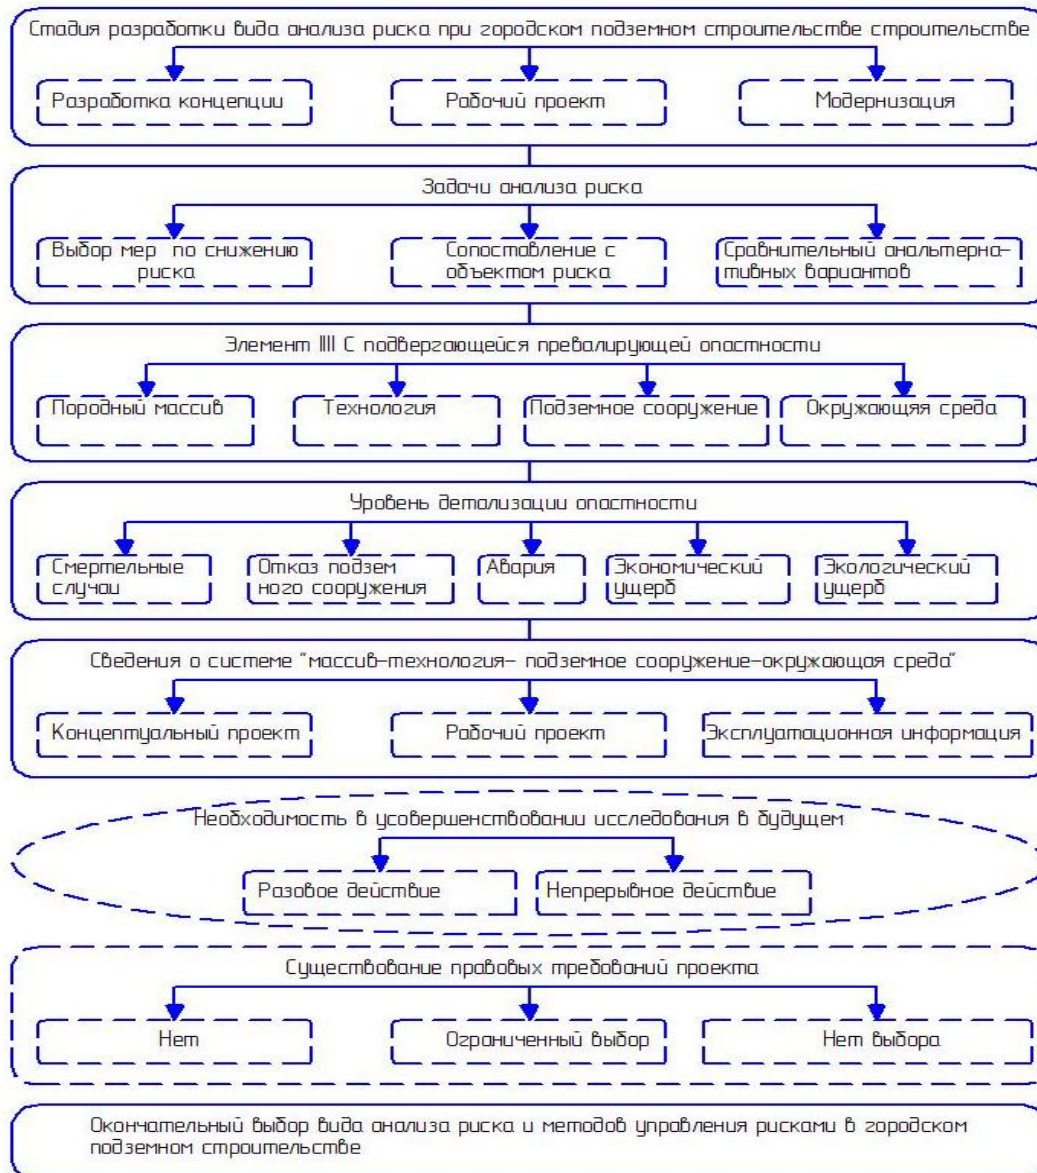 Стадия разработки вида анализа риска при городском подземном строительстве строительстве
Разработка концепции
Рабочий проект
Модернизация
Задачи анализа риска
Выбор мер по снижению
риска
Сопоставление с
объектом риска
Сравнительный анальтерна-
тивных вариантов
Элемент IIII С подвергающейся превалирующей опастности
Породный массив
Технология
Подземное сооружение
Окружающяя среда
Уровень детализации опастности
Смертельные
случаи
Отказ подзем
ного сооружения
Авария
Экономический
ущерб
Экологический
ущерб
Сведения о системе "массив-технология- подземное сооружение-окружающая среда"
Концептуальный проект
Рабочий проект
Эксплуатационная информация
Необходимость в усовершенствовании исследования в будущем
Разовое действие
Непрерывное действие
Существование правовых требований проекта
Нет
Ограниченный выбор
Нет выбора
Окончательный выбор вида анализа риска и методов управления рисками в городском
подземном строительстве